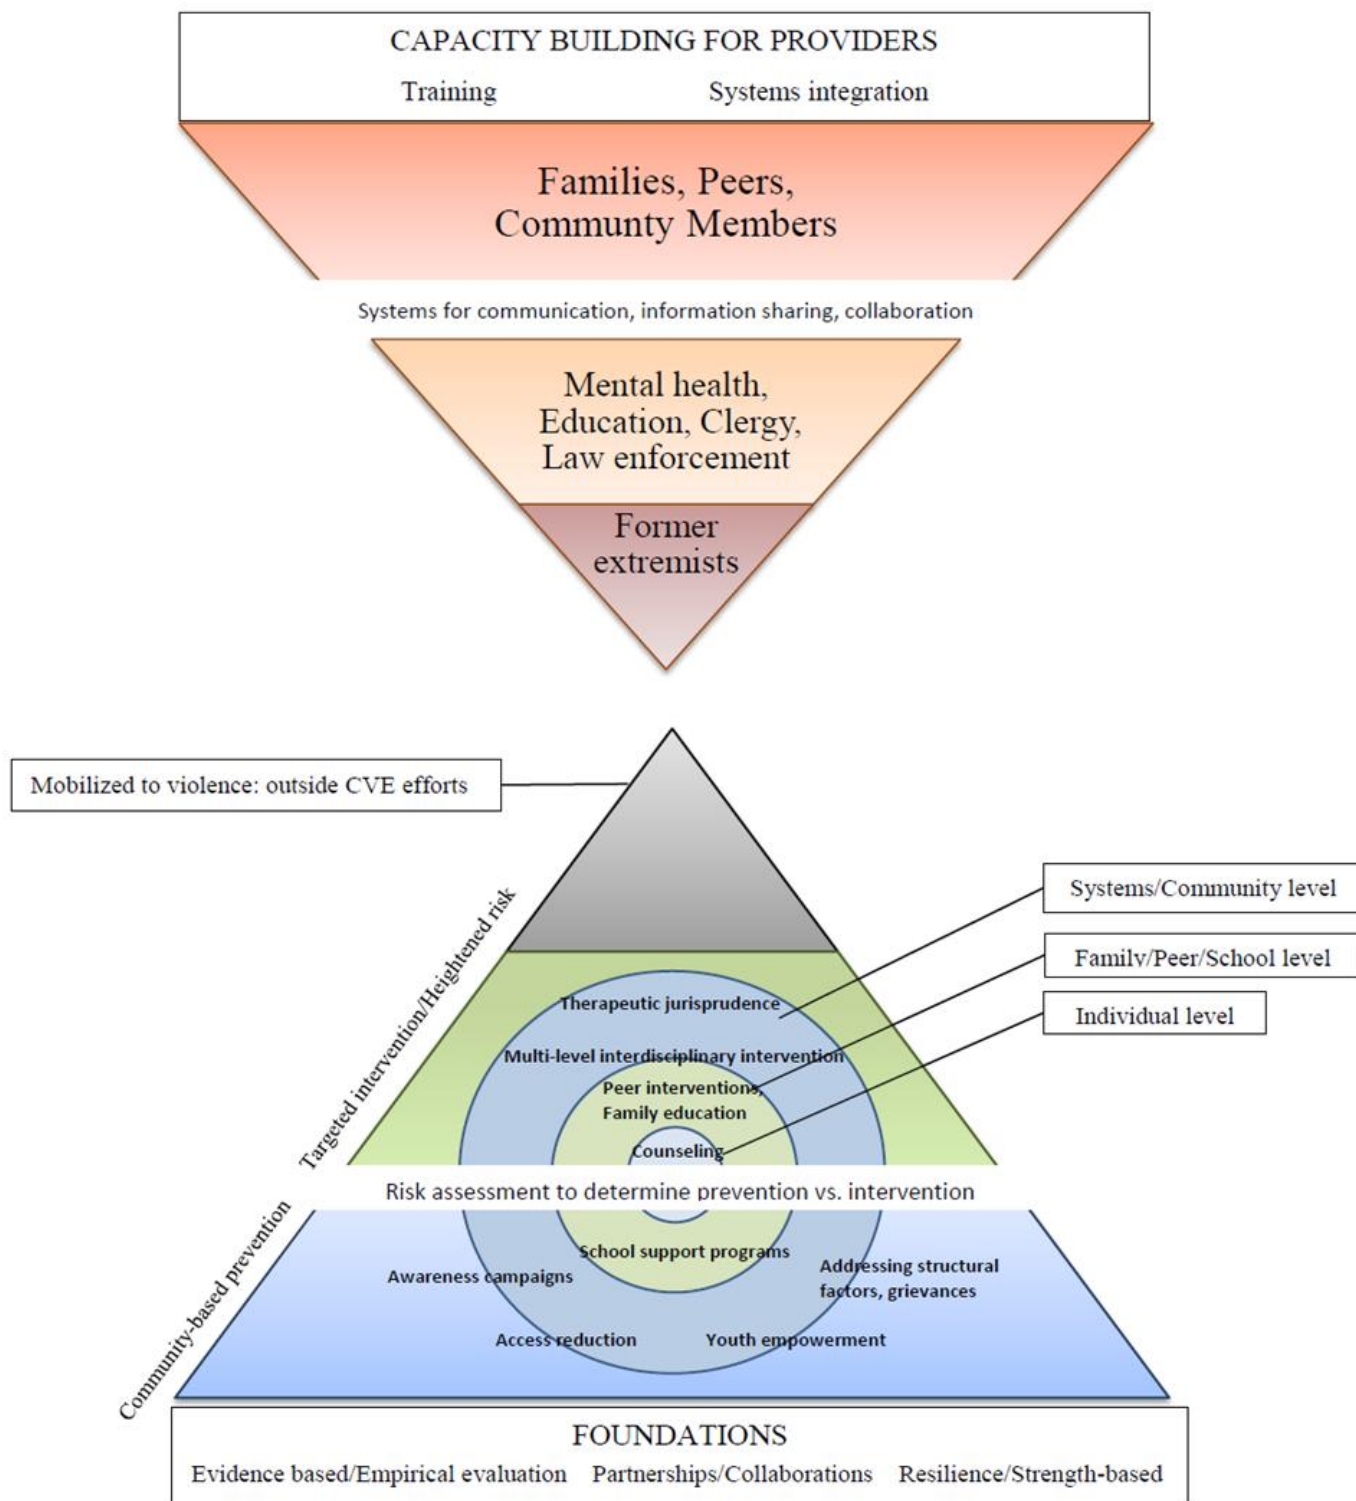 CAPACITY BUILDING FOR PROVIDERS
Training Systems integration
Families, Peers,
Communty Members
Systems for communication, information sharing, collaboration
Mental health,
Education, Clergy,
Law enforcement
Former
extremists
Mobilized to violence: outside CVE efforts
Targeted intervention/Heightened risk
Systems/Community level
Family/Peer/School level
Individual level
Therapeutic jurisprudence
Multi-level interdisciplinary intervention
Peer interventions,
Family education
Counseling
Risk assessment to determine prevention vs. intervention
Community-based prevention
School support programs
Awareness campaigns
Addressing structural
factors, grievances
Access reduction
Youth empowerment
FOUNDATIONS
Evidence based/Empirical evaluation Partnerships/Collaborations Resilience/Strength-based